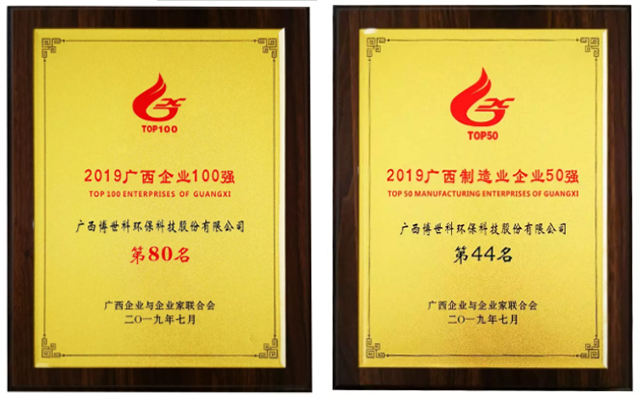 TOP100
2019广西企业100强
TOP 100 ENTERPRISES OF GUANGXI
广西博世科环保科技股份有限公司
第80名
广西企业与企业家联合会
二〇一九年七月
TOP50
2019广西制造业企业50强
TOP 50 MANUFACTURING ENTERPRISES OF GUANGXI
广西博世科环保科技股份有限公司
第44名
广西企业与企业家联合会
二〇一九年七月